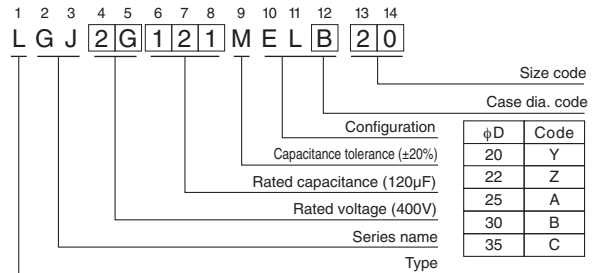 1 2 3 4 5 6 7 8 9 10 11 12 13 14
L G J 2 G 1 2 1 M E L B 2 0
Size code
Case dia. code
Configuration
Capacitance tolerance (±20%)
Rated capacitance (120μF)
Rated voltage (400V)
Series name
Type
ϕD Code
20 Y
22 Z
25 A
30 B
35 C